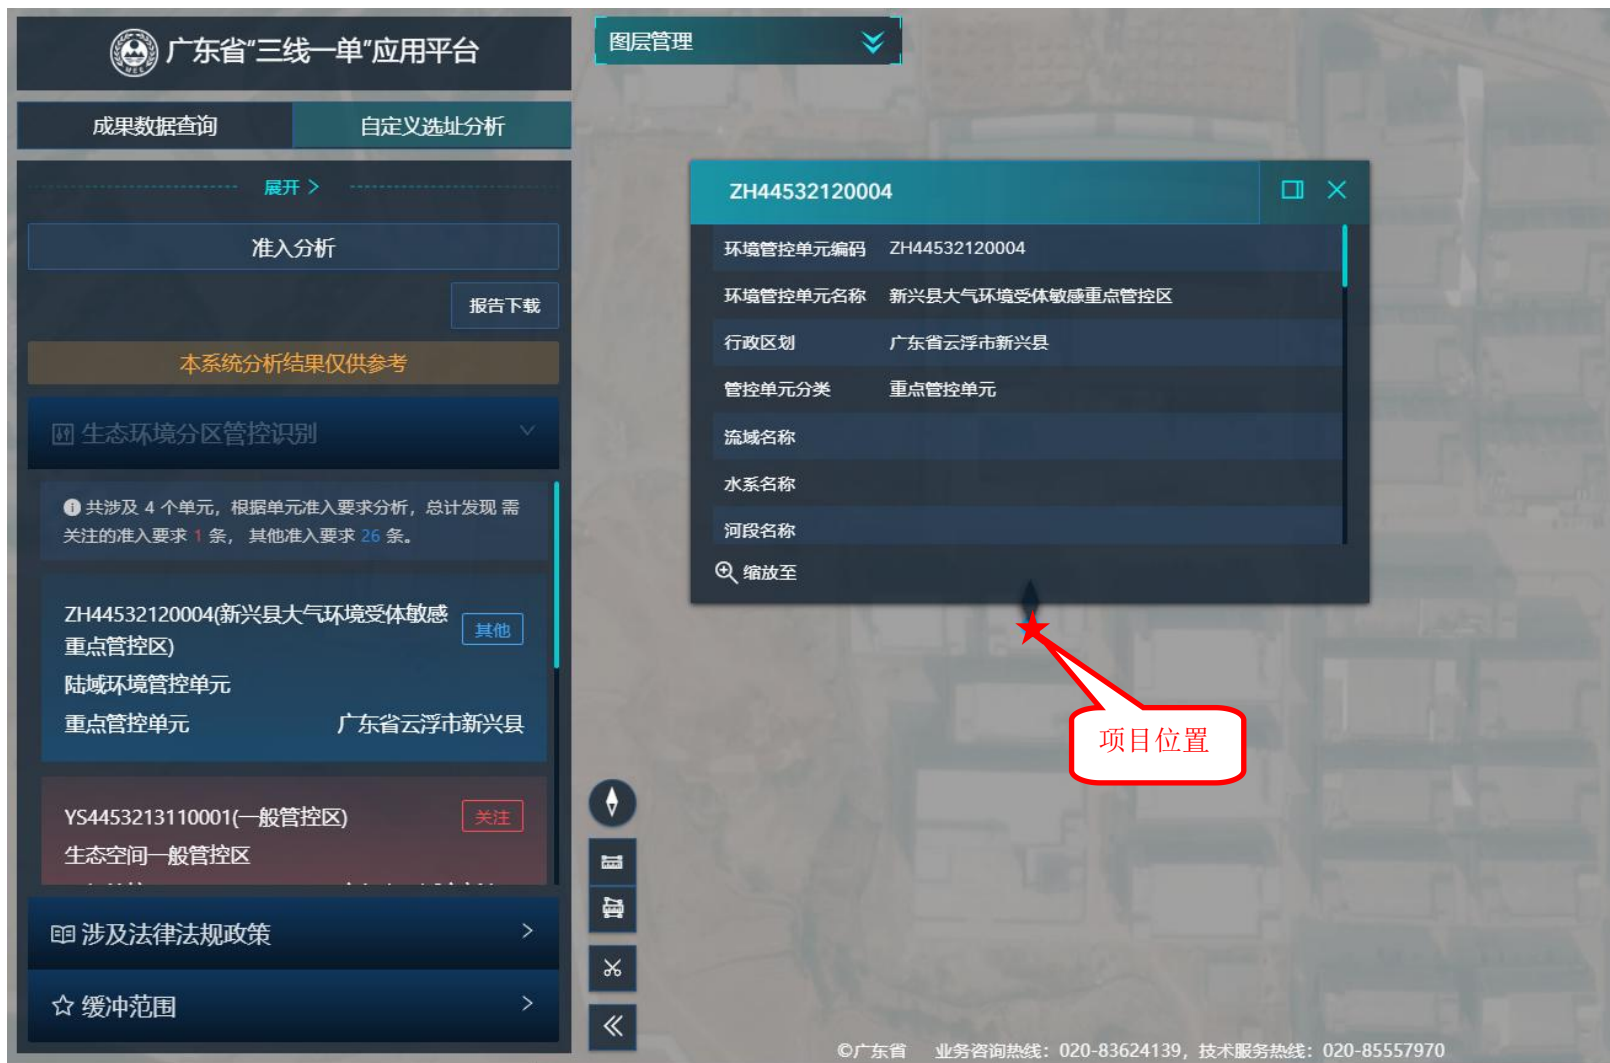 广东省“三线一单”应用平台
图层管理
成果数据查询
自定义选址分析
展开 >
准入分析
报告下载
本系统分析结果仅供参考
生态环境分区管控识别
共涉及 4 个单元，根据单元准入要求分析，总计发现 需
关注的准入要求 1 条， 其他准入要求 26 条。
ZH44532120004(新兴县大气环境受体敏感
重点管控区)
其他
陆域环境管控单元
重点管控单元
广东省云浮市新兴县
YS4453213110001(一般管控区)
关注
生态空间一般管控区
涉及法律法规政策
缓冲范围
ZH44532120004
环境管控单元编码 ZH44532120004
环境管控单元名称 新兴县大气环境受体敏感重点管控区
行政区划 广东省云浮市新兴县
管控单元分类 重点管控单元
流域名称
水系名称
河段名称
缩放至
项目位置
©广东省 业务咨询热线：020-83624139，技术服务热线：020-85557970